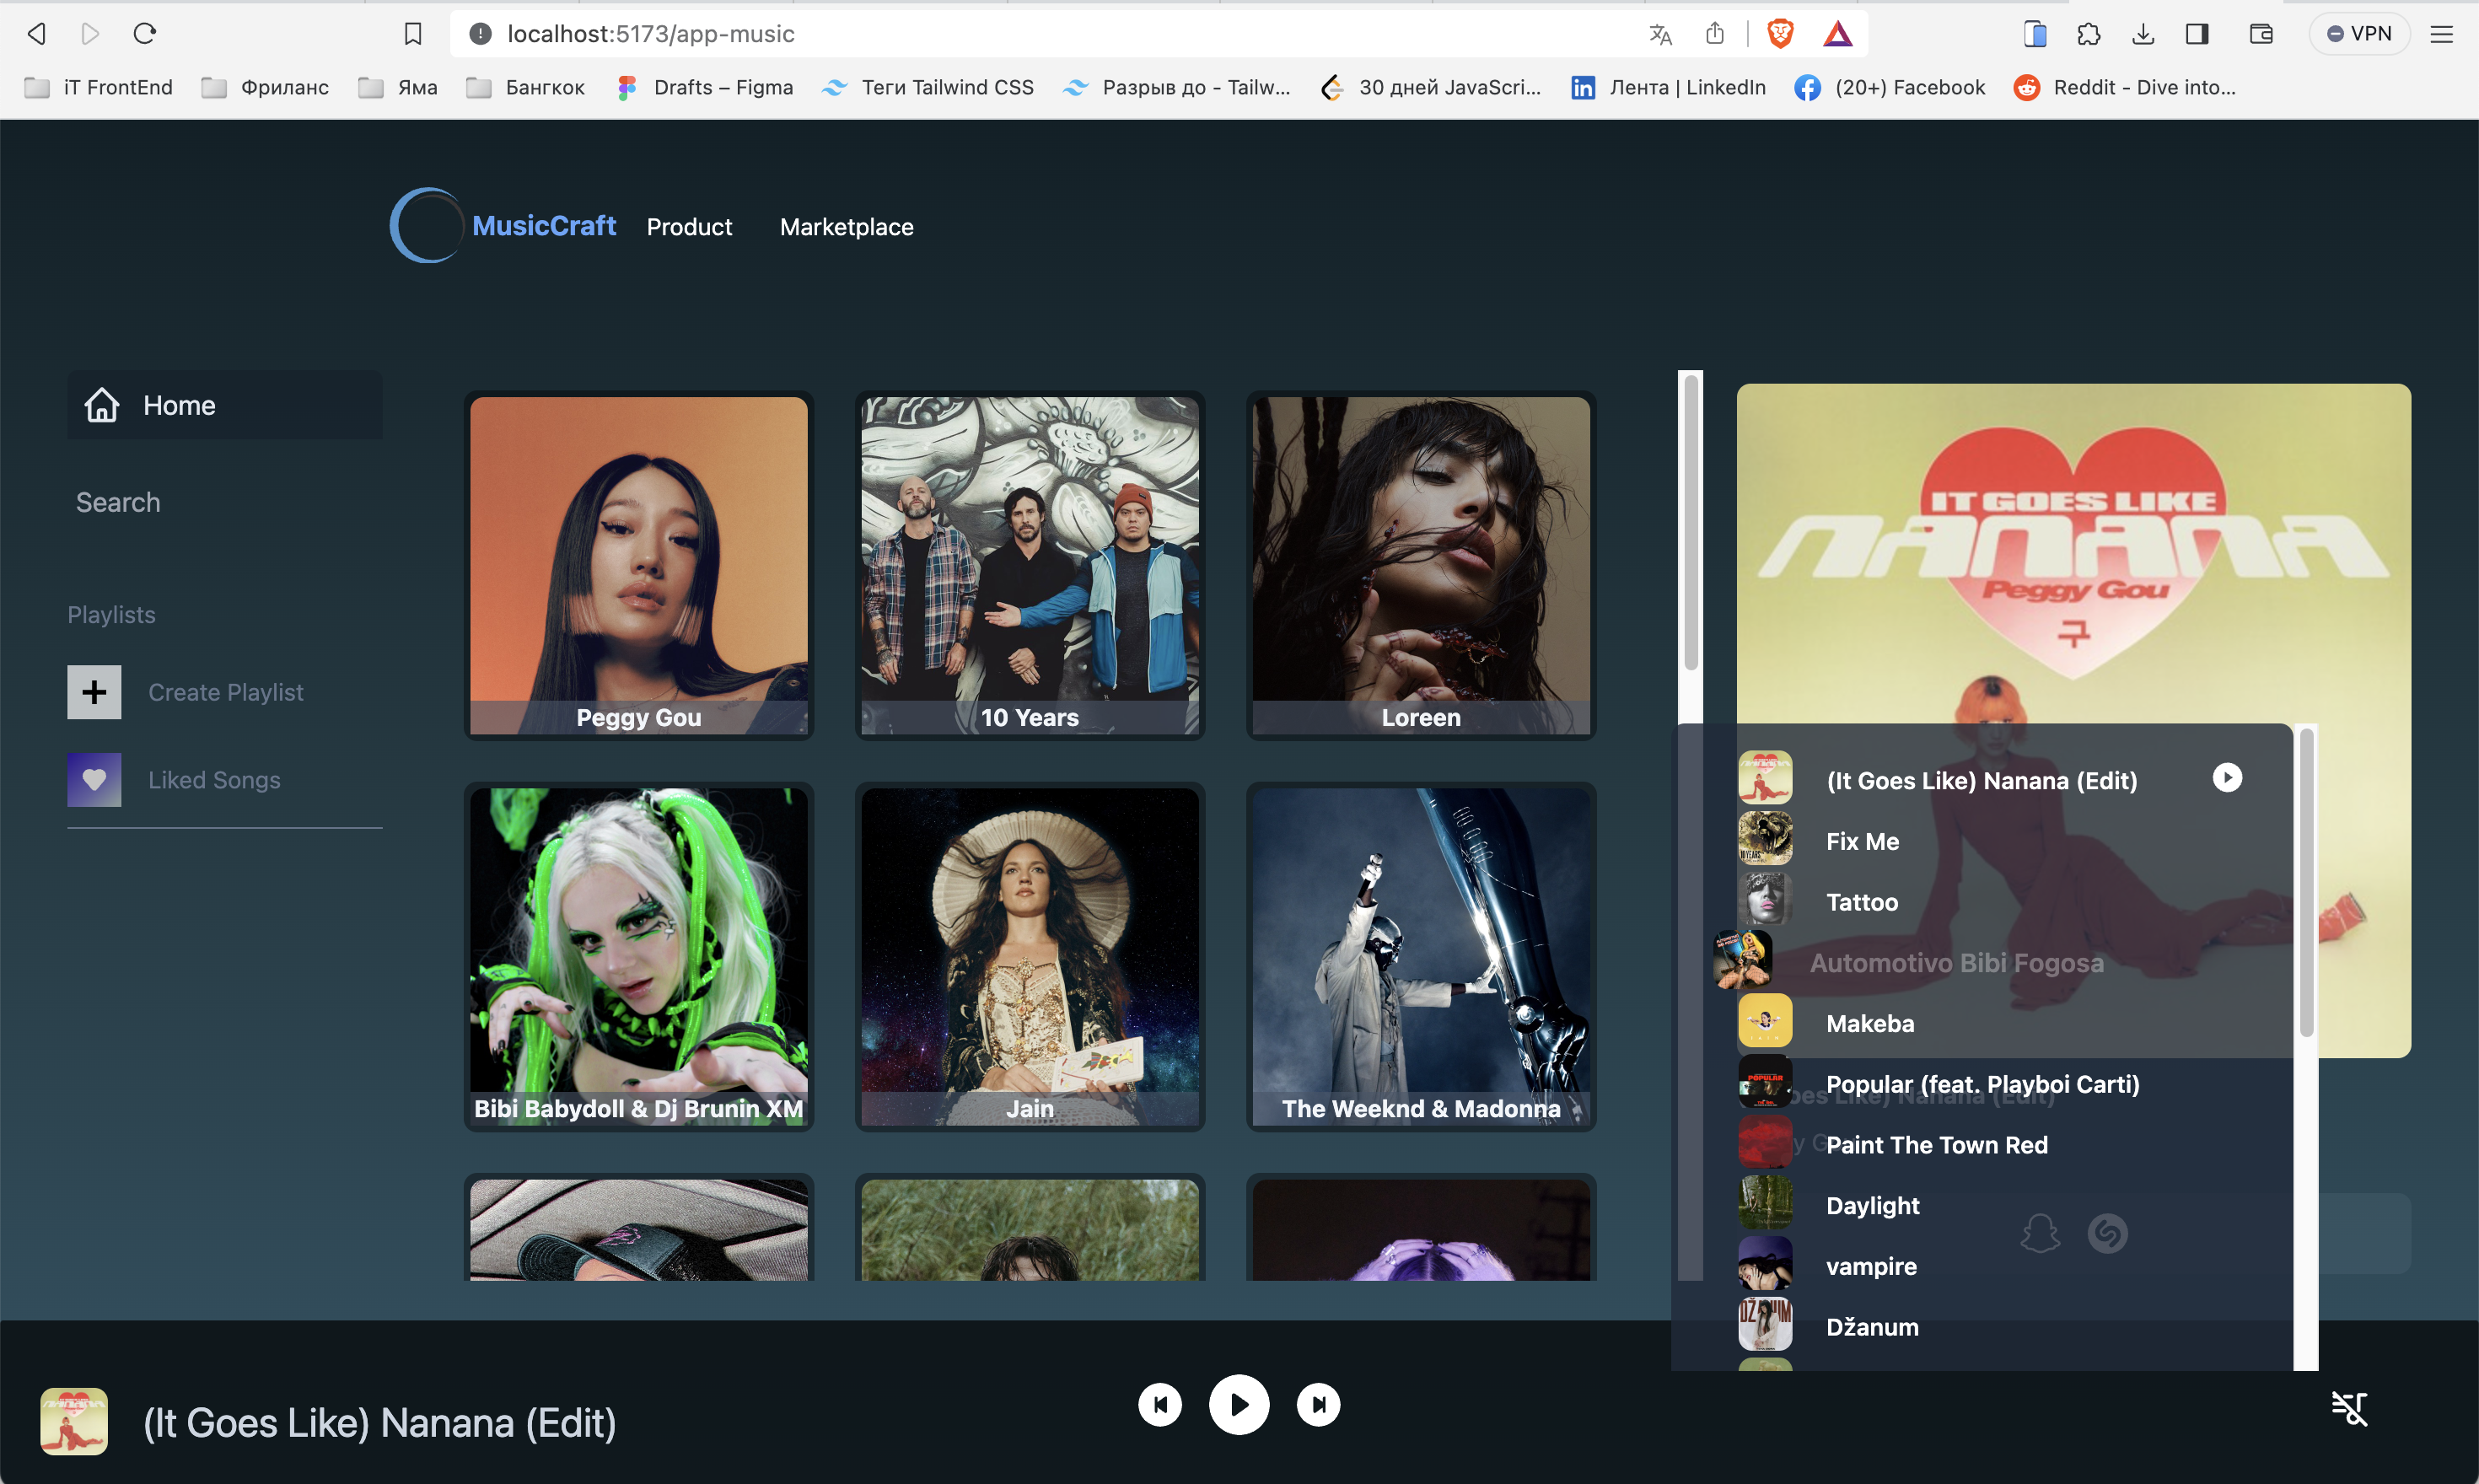 localhost:5173/app-music
VPN
iT FrontEnd
Фриланс
Яма
Бангкок
Drafts – Figma
Теги Tailwind CSS
Разрыв до - Tailw...
30 дней JavaScri...
Лента | LinkedIn
(20+) Facebook
Reddit - Dive into...
MusicCraft
Product
Marketplace
Home
Search
Playlists
Create Playlist
Liked Songs
Peggy Gou
10 Years
Loreen
Bibi Babydoll & Dj Brunin XM
Jain
The Weeknd & Madonna
IT GOES LIKE
NANANA
Peggy Gou
구
(It Goes Like) Nanana (Edit)
Fix Me
Tattoo
Automotivo Bibi Fogosa
Makeba
Popular (feat. Playboi Carti)
Paint The Town Red
Daylight
vampire
Džanum
(It Goes Like) Nanana (Edit)